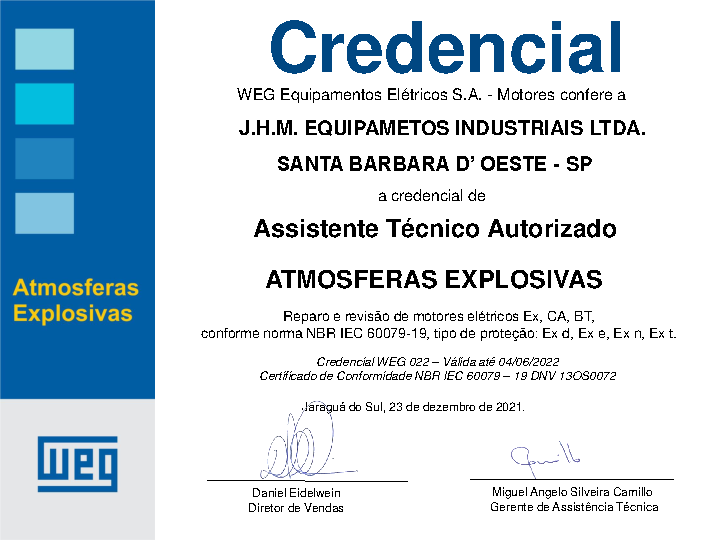 Credencial
WEG Equipamentos Elétricos S.A. - Motores confere a
J.H.M. EQUIPAMETOS INDUSTRIAIS LTDA.
SANTA BARBARA D’ OESTE - SP
a credencial de
Assistente Técnico Autorizado
ATMOSFERAS EXPLOSIVAS
Atmosferas
Explosivas
Reparo e revisão de motores elétricos Ex, CA, BT,
conforme norma NBR IEC 60079-19, tipo de proteção: Ex d, Ex e, Ex n, Ex t.
Credencial WEG 022 – Válida até 04/06/2022
Certificado de Conformidade NBR IEC 60079 – 19 DNV 13OS0072
Jaraguá do Sul, 23 de dezembro de 2021.
weg
Daniel Eidelwein
Diretor de Vendas
Miguel Angelo Silveira Camillo
Gerente de Assistência Técnica